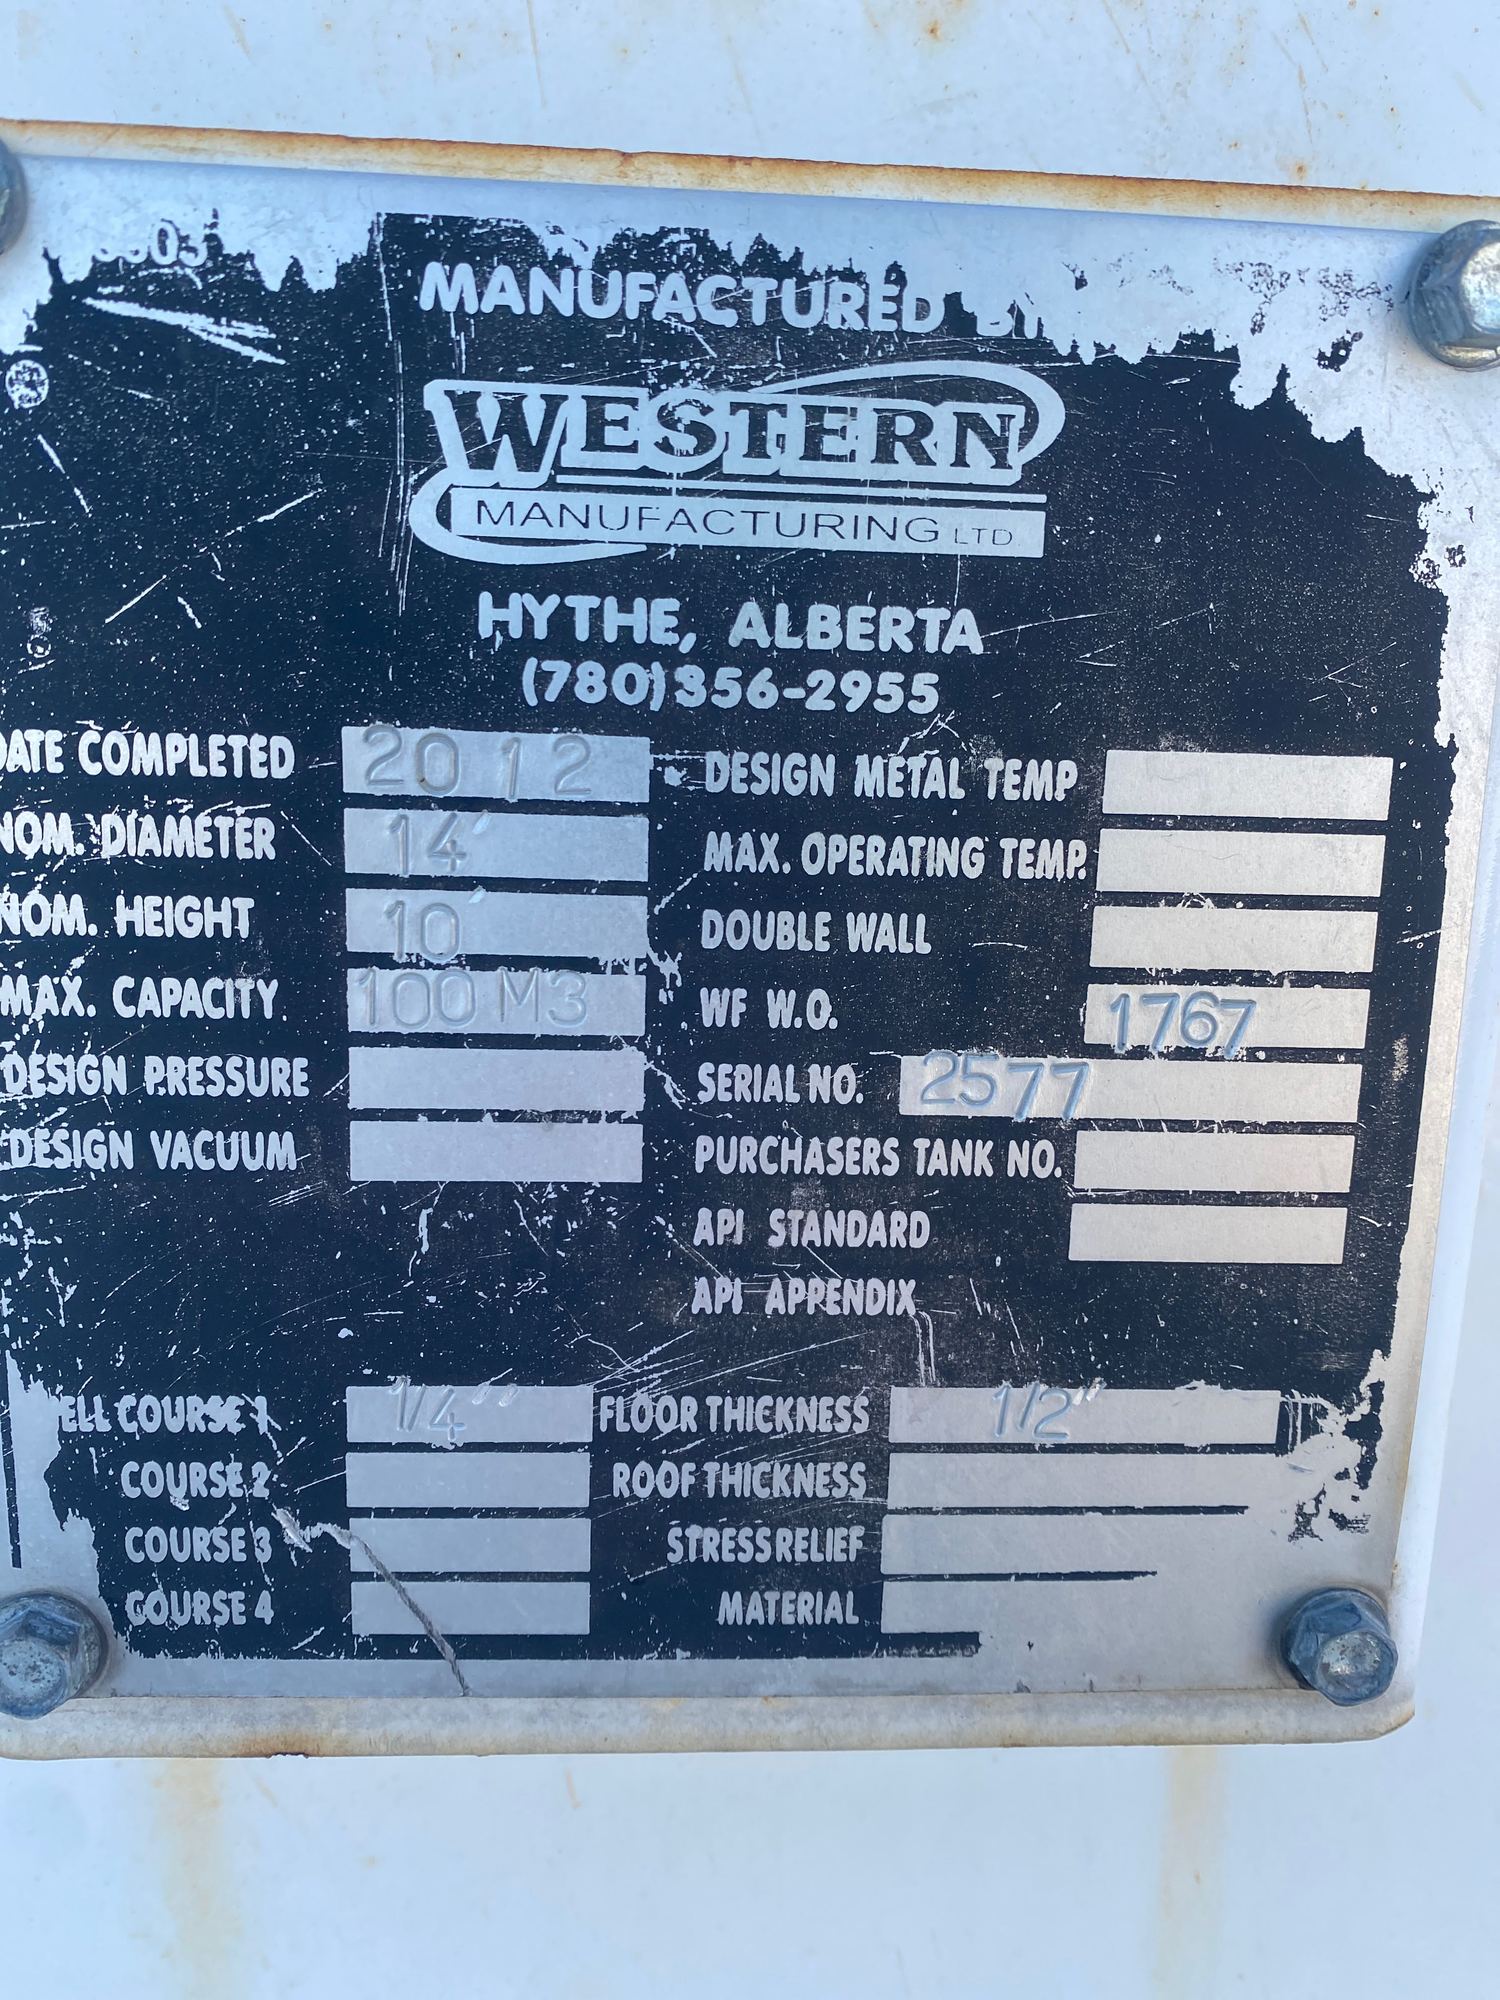 MANUFACTURED BY
WESTERN
MANUFACTURING LTD.
HYTHE, ALBERTA
(780)356-2955
DATE COMPLETED 2012 DESIGN METAL TEMP
NOM. DIAMETER 14' MAX. OPERATING TEMP.
NOM. HEIGHT 10' DOUBLE WALL
MAX. CAPACITY 100 M3 WF W.O. 1767
DESIGN PRESSURE SERIAL NO. 2577
DESIGN VACUUM PURCHASERS TANK NO.
API STANDARD
API APPENDIX
ELL COURSE 1 1/4" FLOOR THICKNESS 1/2"
COURSE 2 ROOF THICKNESS
COURSE 3 STRESS RELIEF
COURSE 4 MATERIAL